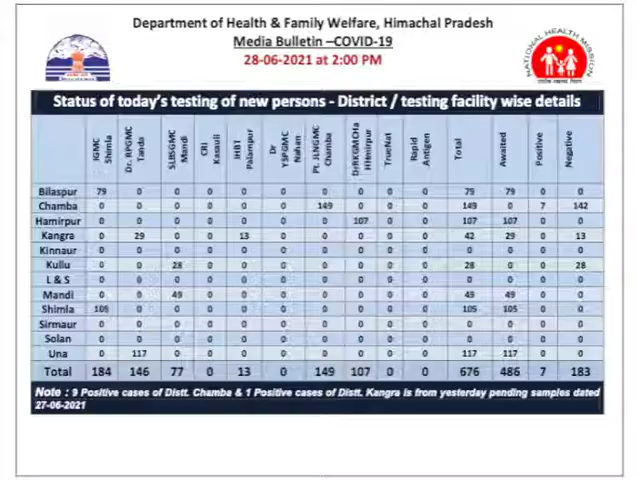 Department of Health & Family Welfare, Himachal Pradesh
Media Bulletin –COVID-19
28-06-2021 at 2:00 PM
NATIONAL HEALTH MISSION
Status of today's testing of new persons - District / testing facility wise details
IGMC Shimla Dr. RPGMC Tanda SLBSGMC Mandi CRI Kasauli IHBT Palampur Dr YSPGMC Nahan Pt. JLNGMC Chamba DrRKGMCHa HHmirpur TrueNat Rapid Antigen Total Awaited Positive Negative
Bilaspur 79 0 0 0 0 0 0 0 0 0 79 79 0 0
Chamba 0 0 0 0 0 0 149 0 0 0 149 0 7 142
Hamirpur 0 0 0 0 0 0 0 107 0 0 107 107 0 0
Kangra 0 29 0 0 13 0 0 0 0 0 42 29 0 13
Kinnaur 0 0 0 0 0 0 0 0 0 0 0 0 0 0
Kullu 0 0 28 0 0 0 0 0 0 0 28 0 0 28
L & S 0 0 0 0 0 0 0 0 0 0 0 0 0 0
Mandi 0 0 49 0 0 0 0 0 0 0 49 49 0 0
Shimla 105 0 0 0 0 0 0 0 0 0 105 105 0 0
Sirmaur 0 0 0 0 0 0 0 0 0 0 0 0 0 0
Solan 0 0 0 0 0 0 0 0 0 0 0 0 0 0
Una 0 117 0 0 0 0 0 0 0 0 117 117 0 0
Total 184 146 77 0 13 0 149 107 0 0 676 486 7 183
Note : 9 Positive cases of Distt. Chamba & 1 Positive cases of Distt. Kangra is from yesterday pending samples dated
27-06-2021